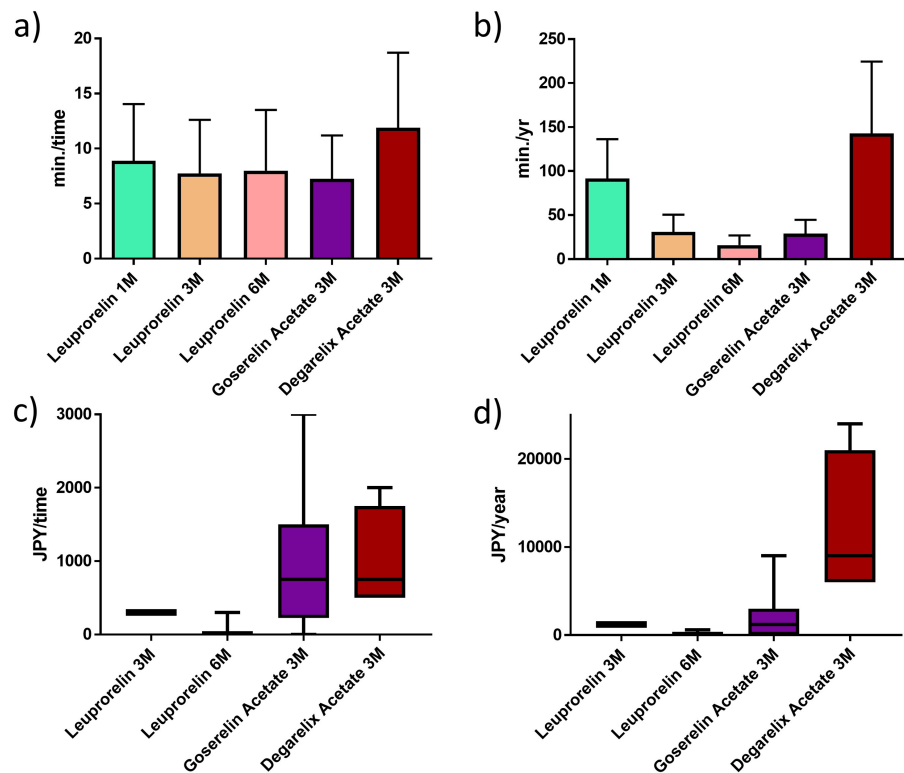 a)
min./time
20
15
10
5
0
Leuprorelin 1M
Leuprorelin 3M
Leuprorelin 6M
Goserelin Acetate 3M
Degarelix Acetate 3M
b)
min./yr
250
200
150
100
50
0
Leuprorelin 1M
Leuprorelin 3M
Leuprorelin 6M
Goserelin Acetate 3M
Degarelix Acetate 3M
c)
JPY/time
3000
2000
1000
0
Leuprorelin 3M
Leuprorelin 6M
Goserelin Acetate 3M
Degarelix Acetate 3M
d)
JPY/year
20000
10000
0
Leuprorelin 3M
Leuprorelin 6M
Goserelin Acetate 3M
Degarelix Acetate 3M